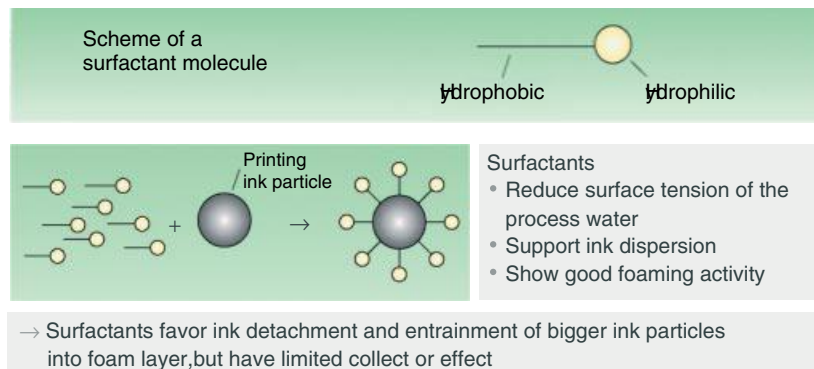 Scheme of a
surfactant molecule
Hydrophobic
Hydrophilic
Printing
ink particle
+
→
Surfactants
• Reduce surface tension of the
process water
• Support ink dispersion
• Show good foaming activity
→ Surfactants favor ink detachment and entrainment of bigger ink particles
into foam layer,but have limited collect or effect